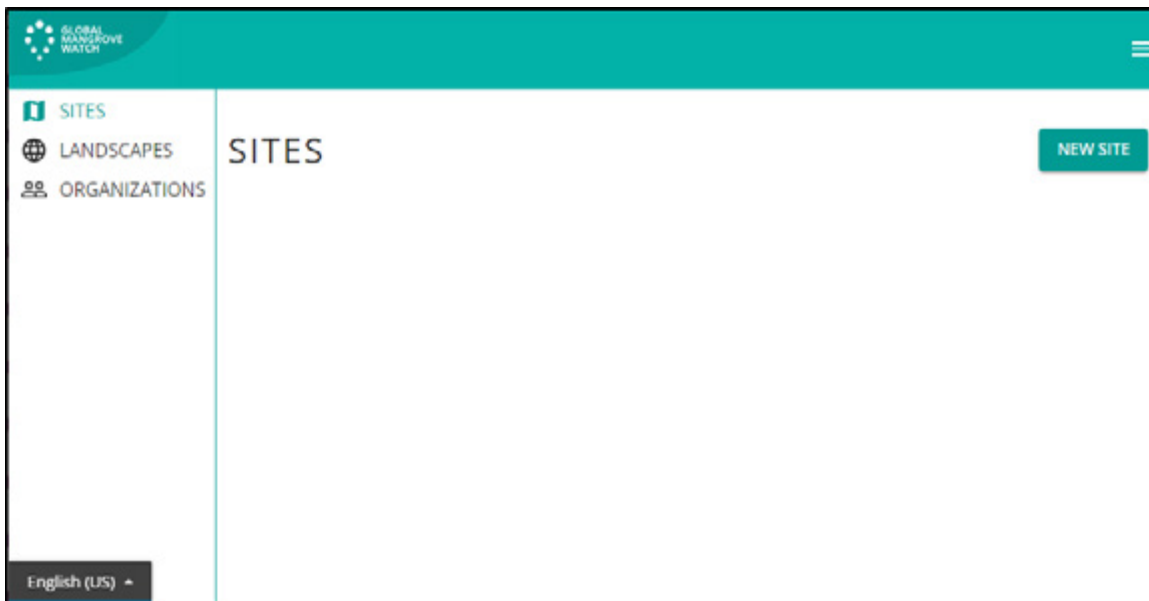 GLOBAL
MANGROVE
WATCH
SITES
LANDSCAPES
ORGANIZATIONS
SITES
NEW SITE
English (US)